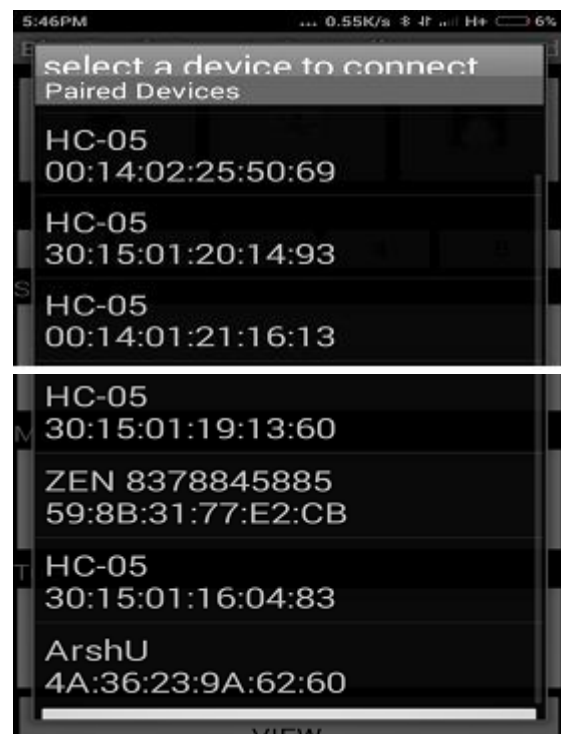 5:46PM ... 0.55K/s H+ 6%
select a device to connect
Paired Devices
HC-05
00:14:02:25:50:69
HC-05
30:15:01:20:14:93
S
HC-05
00:14:01:21:16:13
HC-05
M
30:15:01:19:13:60
ZEN 8378845885
59:8B:31:77:E2:CB
T
HC-05
30:15:01:16:04:83
ArshU
4A:36:23:9A:62:60
VIEW